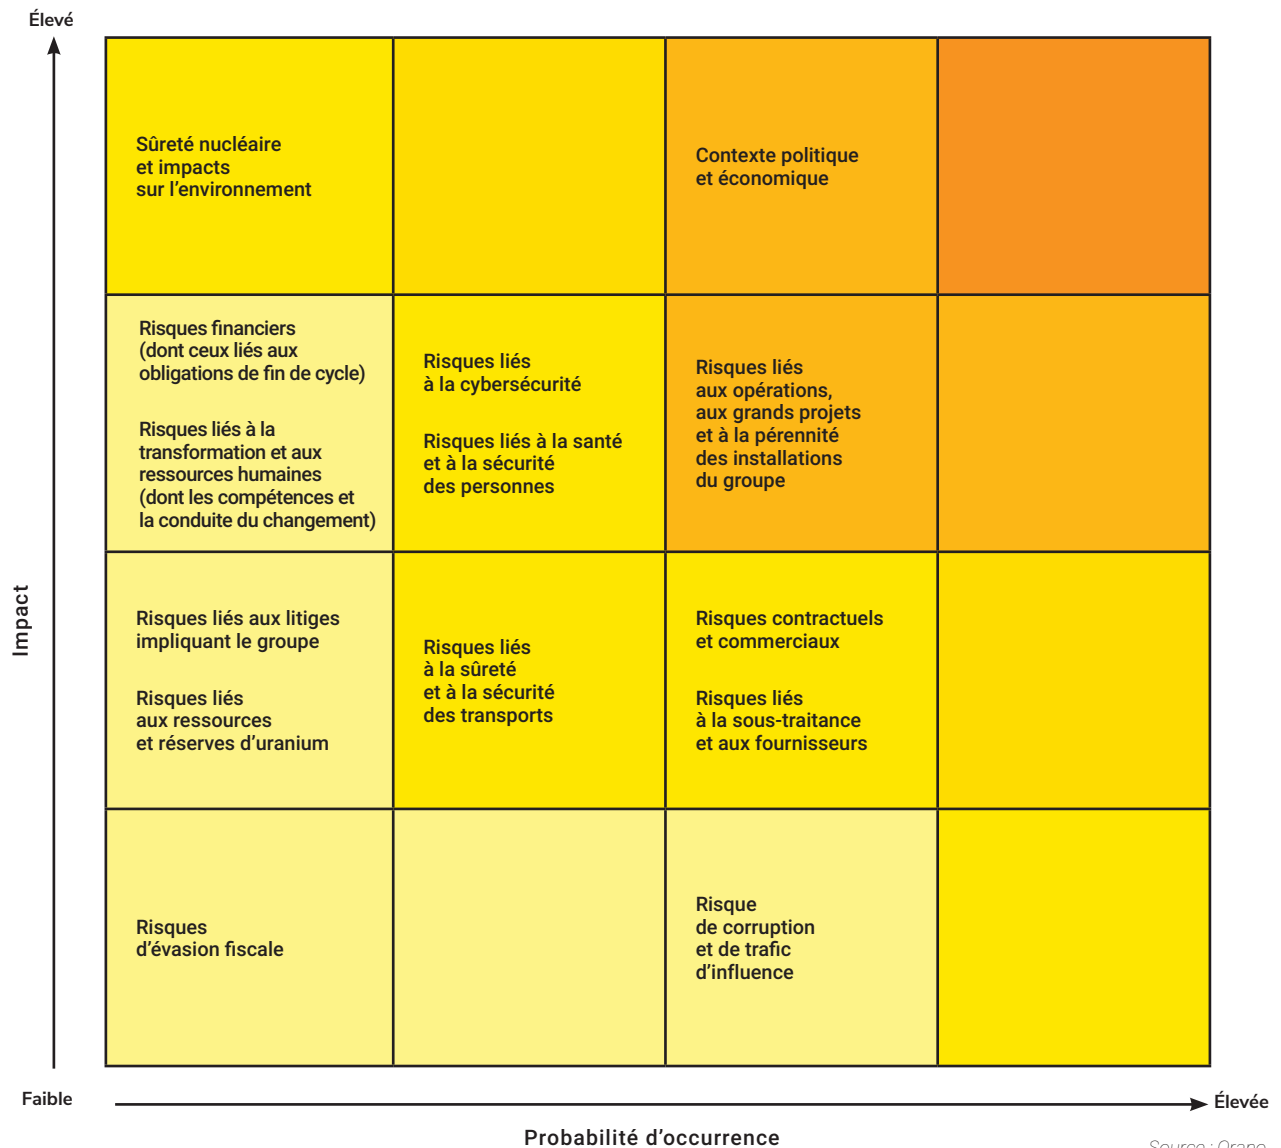 Élevé
Sûreté nucléaire
et impacts
sur l’environnement
Contexte politique
et économique
Risques financiers
(dont ceux liés aux
obligations de fin de cycle)
Risques liés à la
transformation et aux
ressources humaines
(dont les compétences et
la conduite du changement)
Risques liés
à la cybersécurité
Risques liés à la santé
et à la sécurité
des personnes
Risques liés
aux opérations,
aux grands projets
et à la pérennité
des installations
du groupe
Impact
Risques liés aux litiges
impliquant le groupe
Risques liés
aux ressources
et réserves d’uranium
Risques liés
à la sûreté
et à la sécurité
des transports
Risques contractuels
et commerciaux
Risques liés
à la sous-traitance
et aux fournisseurs
Risques
d’évasion fiscale
Risque
de corruption
et de trafic
d’influence
Faible
Élevée
Probabilité d’occurrence
Source : Orano